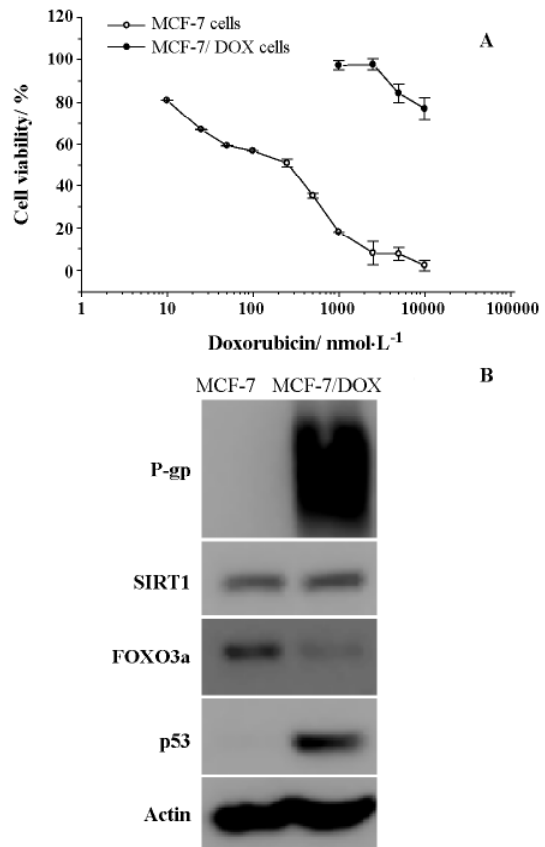 MCF-7 cells
MCF-7/ DOX cells
A
Cell viability/ %
120
100
80
60
40
20
0
1 10 100 1000 10000 100000
Doxorubicin/ nmol·L⁻¹
B
MCF-7 MCF-7/DOX
P-gp
SIRT1
FOXO3a
p53
Actin